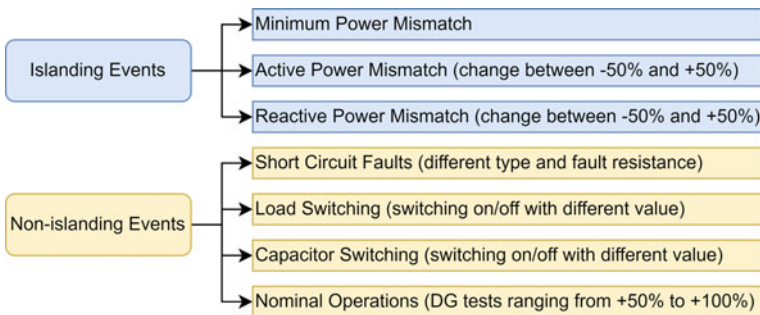 Islanding Events
Minimum Power Mismatch
Active Power Mismatch (change between -50% and +50%)
Reactive Power Mismatch (change between -50% and +50%)
Non-islanding Events
Short Circuit Faults (different type and fault resistance)
Load Switching (switching on/off with different value)
Capacitor Switching (switching on/off with different value)
Nominal Operations (DG tests ranging from +50% to +100%)